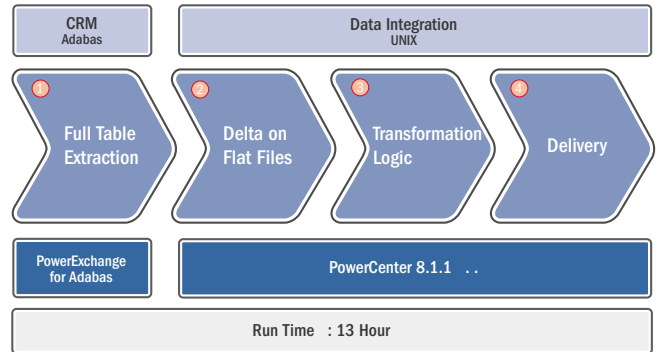 CRM
Adabas
Data Integration
UNIX
1
Full Table
Extraction
2
Delta on
Flat Files
3
Transformation
Logic
4
Delivery
PowerExchange
for Adabas
PowerCenter 8.1.1 . .
Run Time : 13 Hour